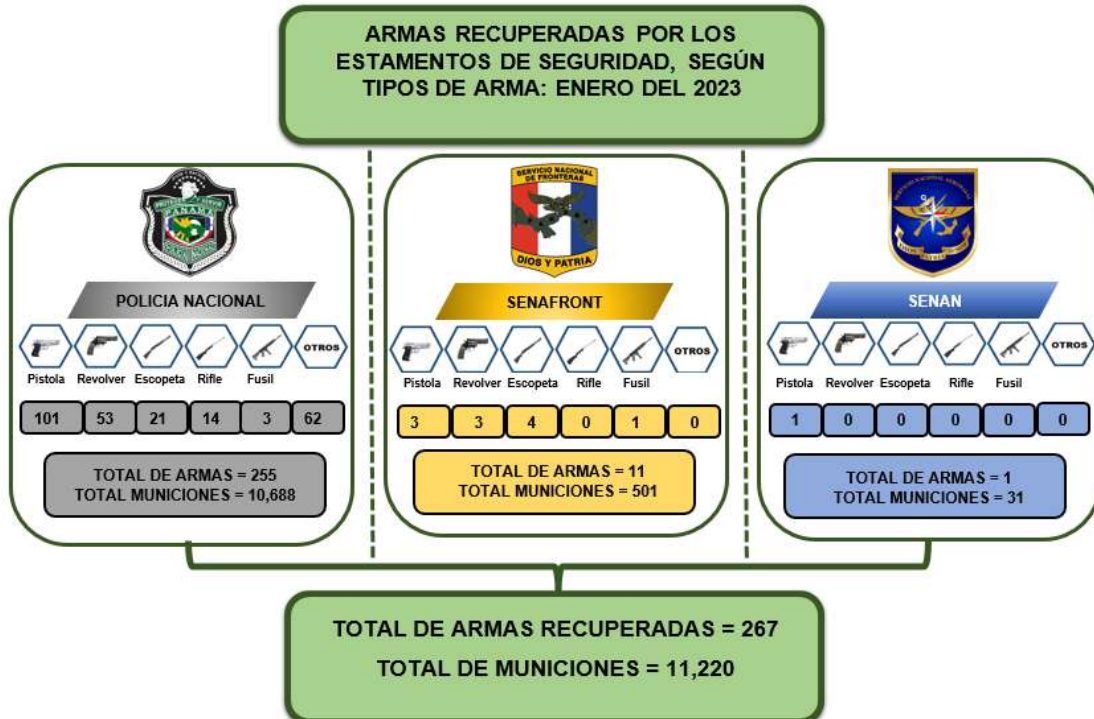 ARMAS RECUPERADAS POR LOS
ESTAMENTOS DE SEGURIDAD, SEGÚN
TIPOS DE ARMA: ENERO DEL 2023
PANAMÁ
POLICIA NACIONAL
OTROS
Pistola Revolver Escopeta Rifle Fusil
101 53 21 14 3 62
TOTAL DE ARMAS = 255
TOTAL MUNICIONES = 10,688
SERVICIO NACIONAL
DE FRONTERAS
DIOS Y PATRIA
SENAFRONT
OTROS
Pistola Revolver Escopeta Rifle Fusil
3 3 4 0 1 0
TOTAL DE ARMAS = 11
TOTAL MUNICIONES = 501
SENAN
OTROS
Pistola Revolver Escopeta Rifle Fusil
1 0 0 0 0 0
TOTAL DE ARMAS = 1
TOTAL MUNICIONES = 31
TOTAL DE ARMAS RECUPERADAS = 267
TOTAL DE MUNICIONES = 11,220